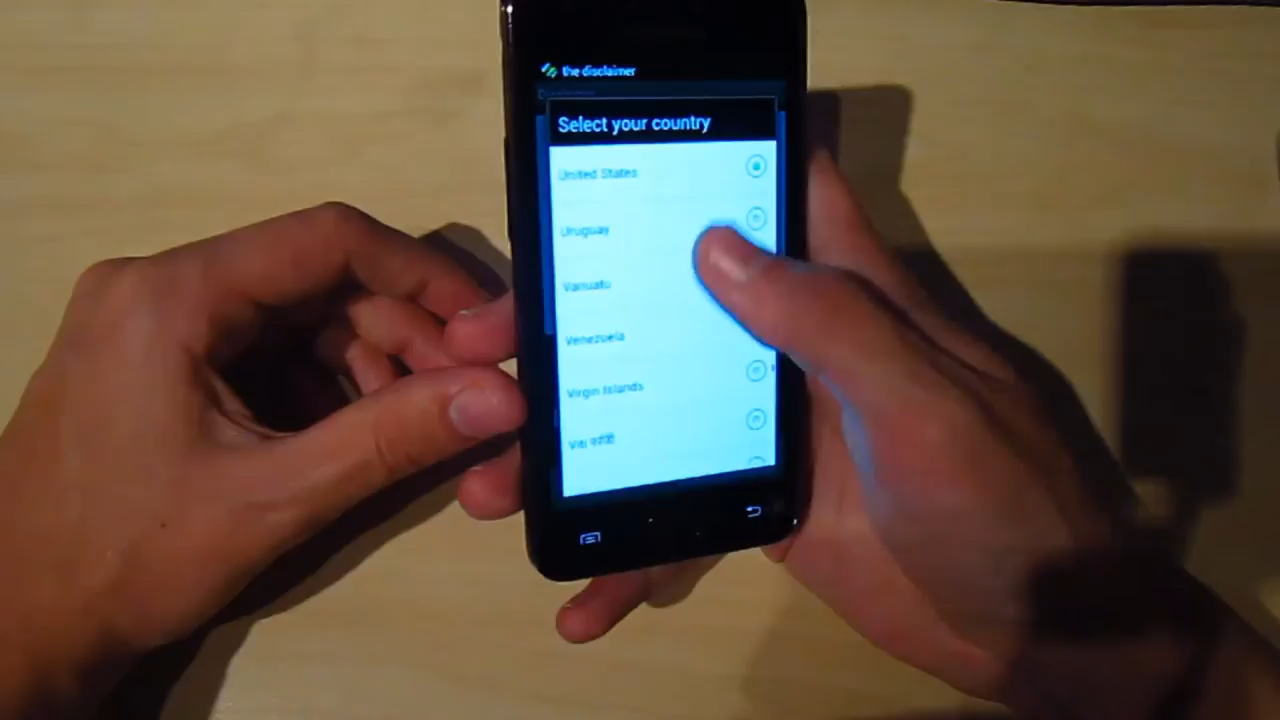 the disclaimer
Select your country
United States
Uruguay
Vanuatu
Venezuela
Virgin Islands